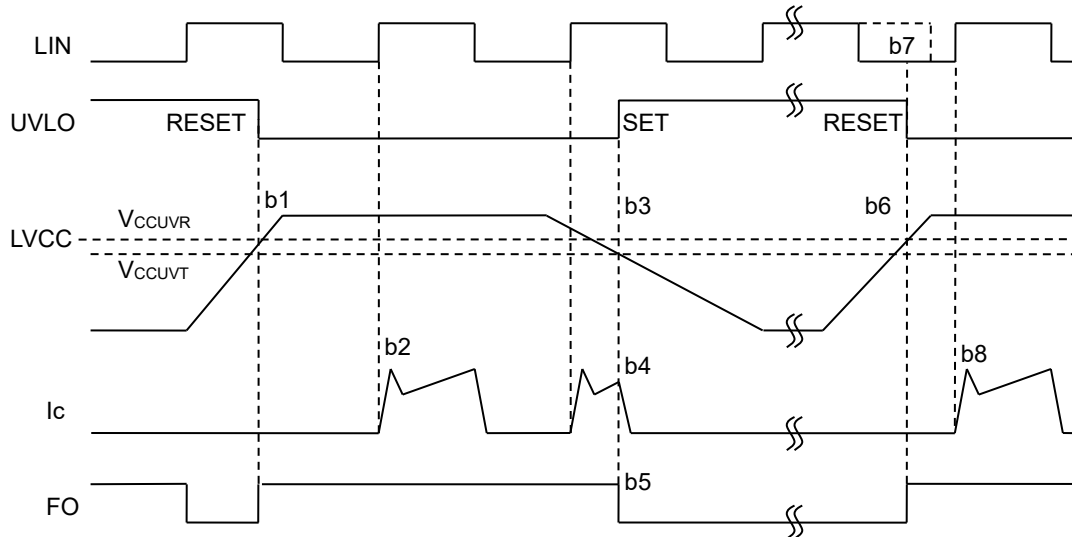 LIN
b7
UVLO RESET SET RESET
b1 b3 b6
VCCUVR
LVCC
VCCUVT
b2 b4 b8
Ic
b5
FO